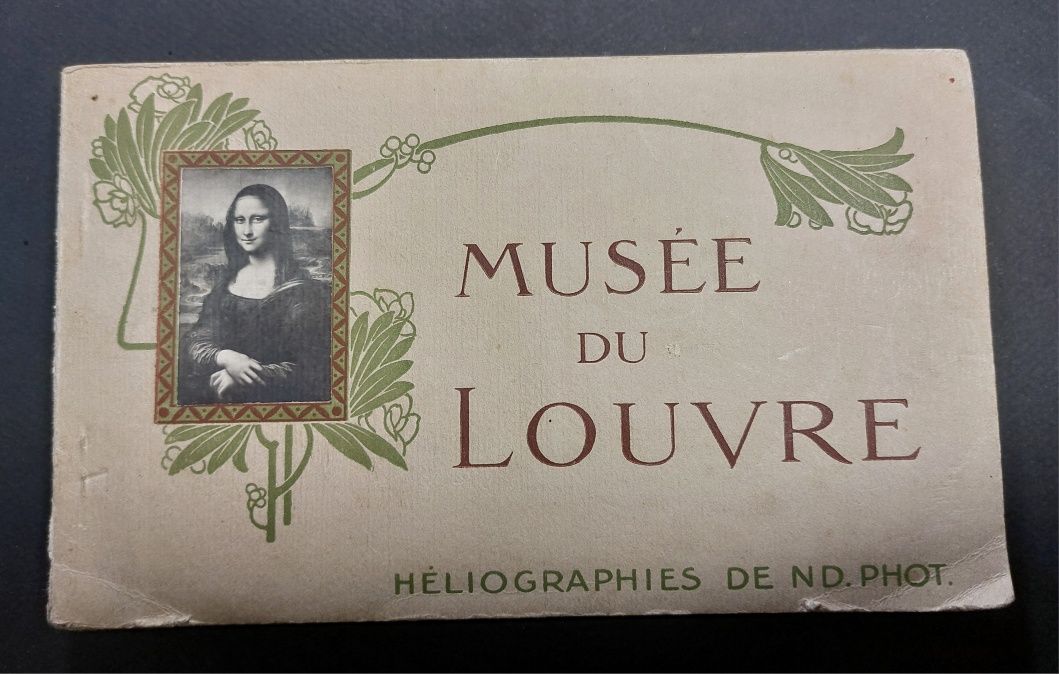 MUSÉE
DU
LOUVRE
HÉLIOGRAPHIES DE ND. PHOT.